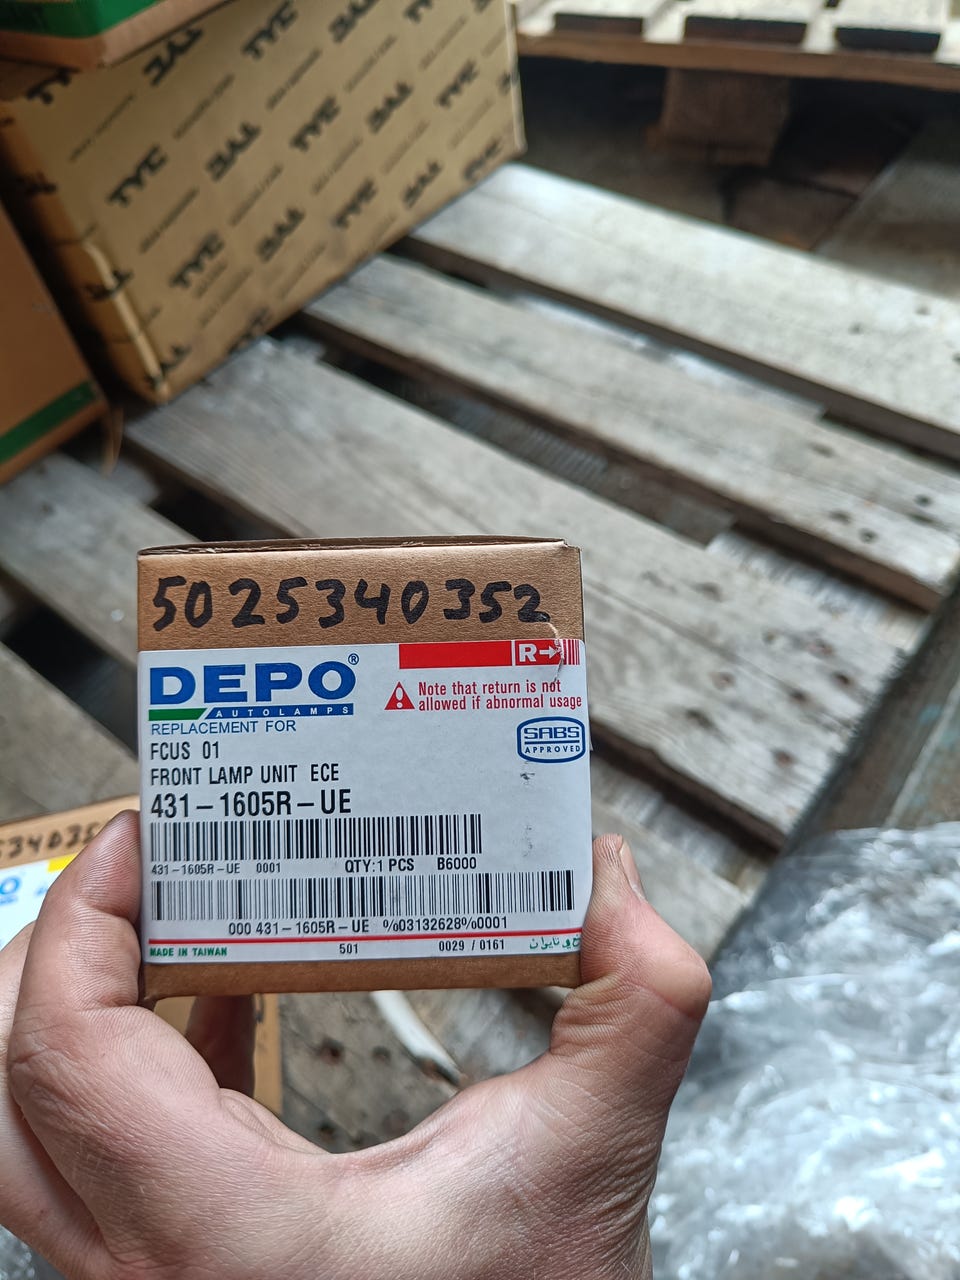 TYC
5025340352
DEPO®
AUTOLAMPS
REPLACEMENT FOR
R→
Note that return is not
allowed if abnormal usage
SABS
APPROVED
FCUS 01
FRONT LAMP UNIT ECE
431-1605R-UE
431-1605R-UE 0001 QTY:1 PCS B6000
000 431-1605R-UE %03132628%0001
MADE IN TAIWAN 501 0029 / 0161